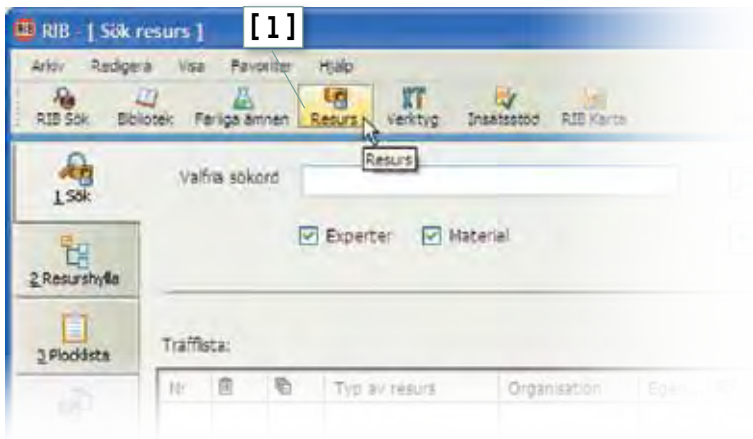 RIB - [ Sök resurs ]
[1]
Arkiv Redigera Visa Favoriter Hjälp
RIB Sök Bibliotek Farliga ämnen Resurs Verktyg Insatsstöd RIB Karta
Resurs
1 Sök
Valfria sökord
Experter Material
2 Resurshylla
3 Plocklista
Träfflista:
Nr Typ av resurs Organisation